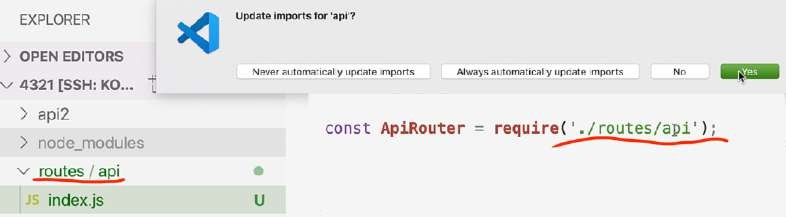 EXPLORER
Update imports for 'api'?
OPEN EDITORS
Never automatically update imports
Always automatically update imports
No
Yes
4321 [SSH: KO...
api2
node_modules
routes / api
JS index.js U
const ApiRouter = require('./routes/api');